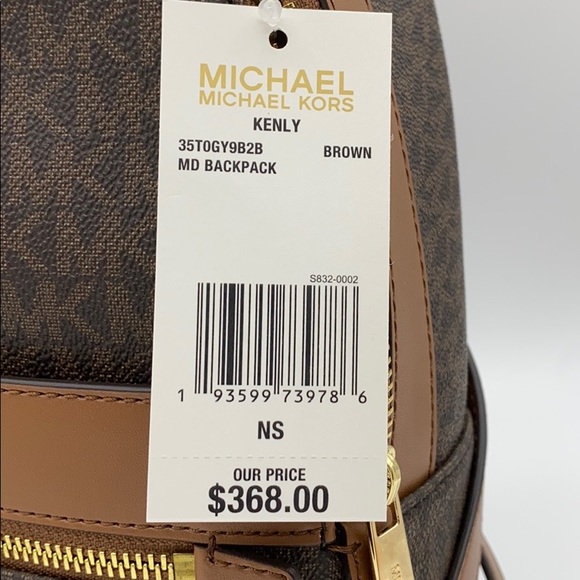 MICHAEL
MICHAEL KORS
KENLY
35T0GY9B2B BROWN
MD BACKPACK
S832-0002
1 93599 73978 6
NS
OUR PRICE
$368.00